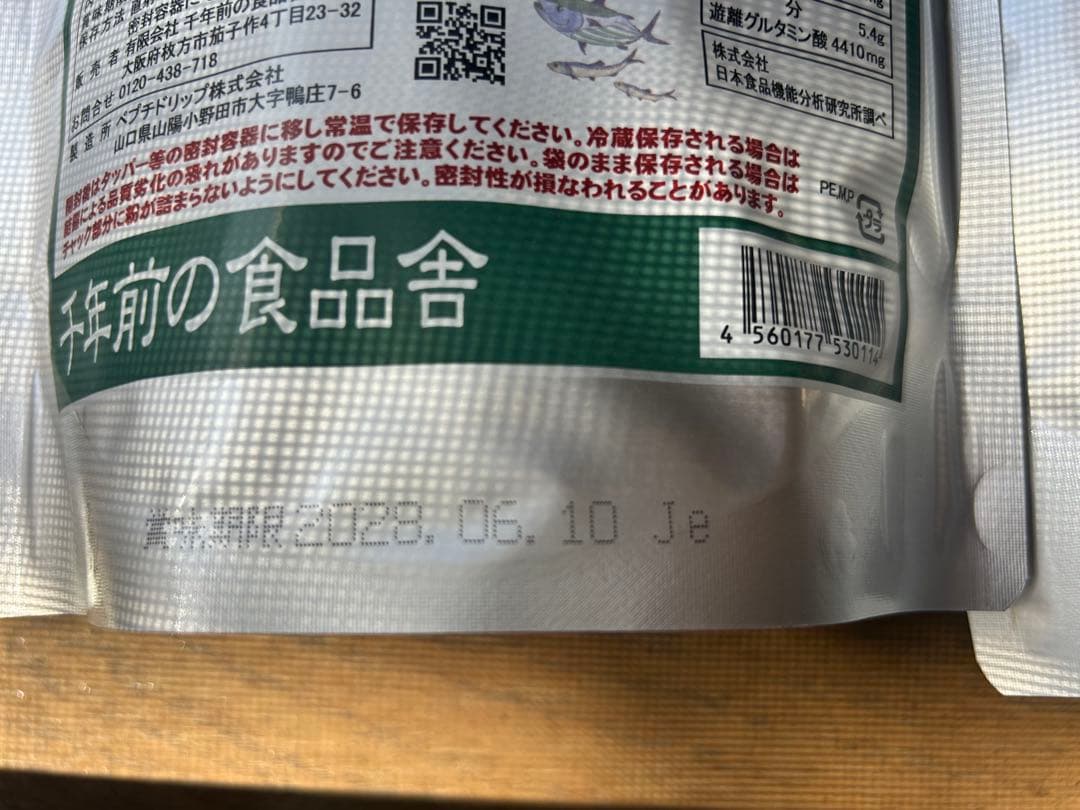 保存方法
販売者 有限会社 千年前の食品
大阪府枚方市茄子作4丁目23-32
お問合せ 0120-438-718
製造所 ペプチドリップ株式会社
山口県山陽小野田市大字鴨庄7-6
分 5.4g
遊離グルタミン酸 4410mg
株式会社
日本食品機能分析研究所調べ
開封後はタッパー等の密封容器に移し常温で保存してください。冷蔵保存される場合は
結露による品質劣化の恐れがありますのでご注意ください。袋のまま保存される場合は
チャック部分に粉が詰まらないようにしてください。密封性が損なわれることがあります。
PE,M,P
プラ
千年前の食品舎
4 560177 530114
賞味期限 2028.06.10 Je